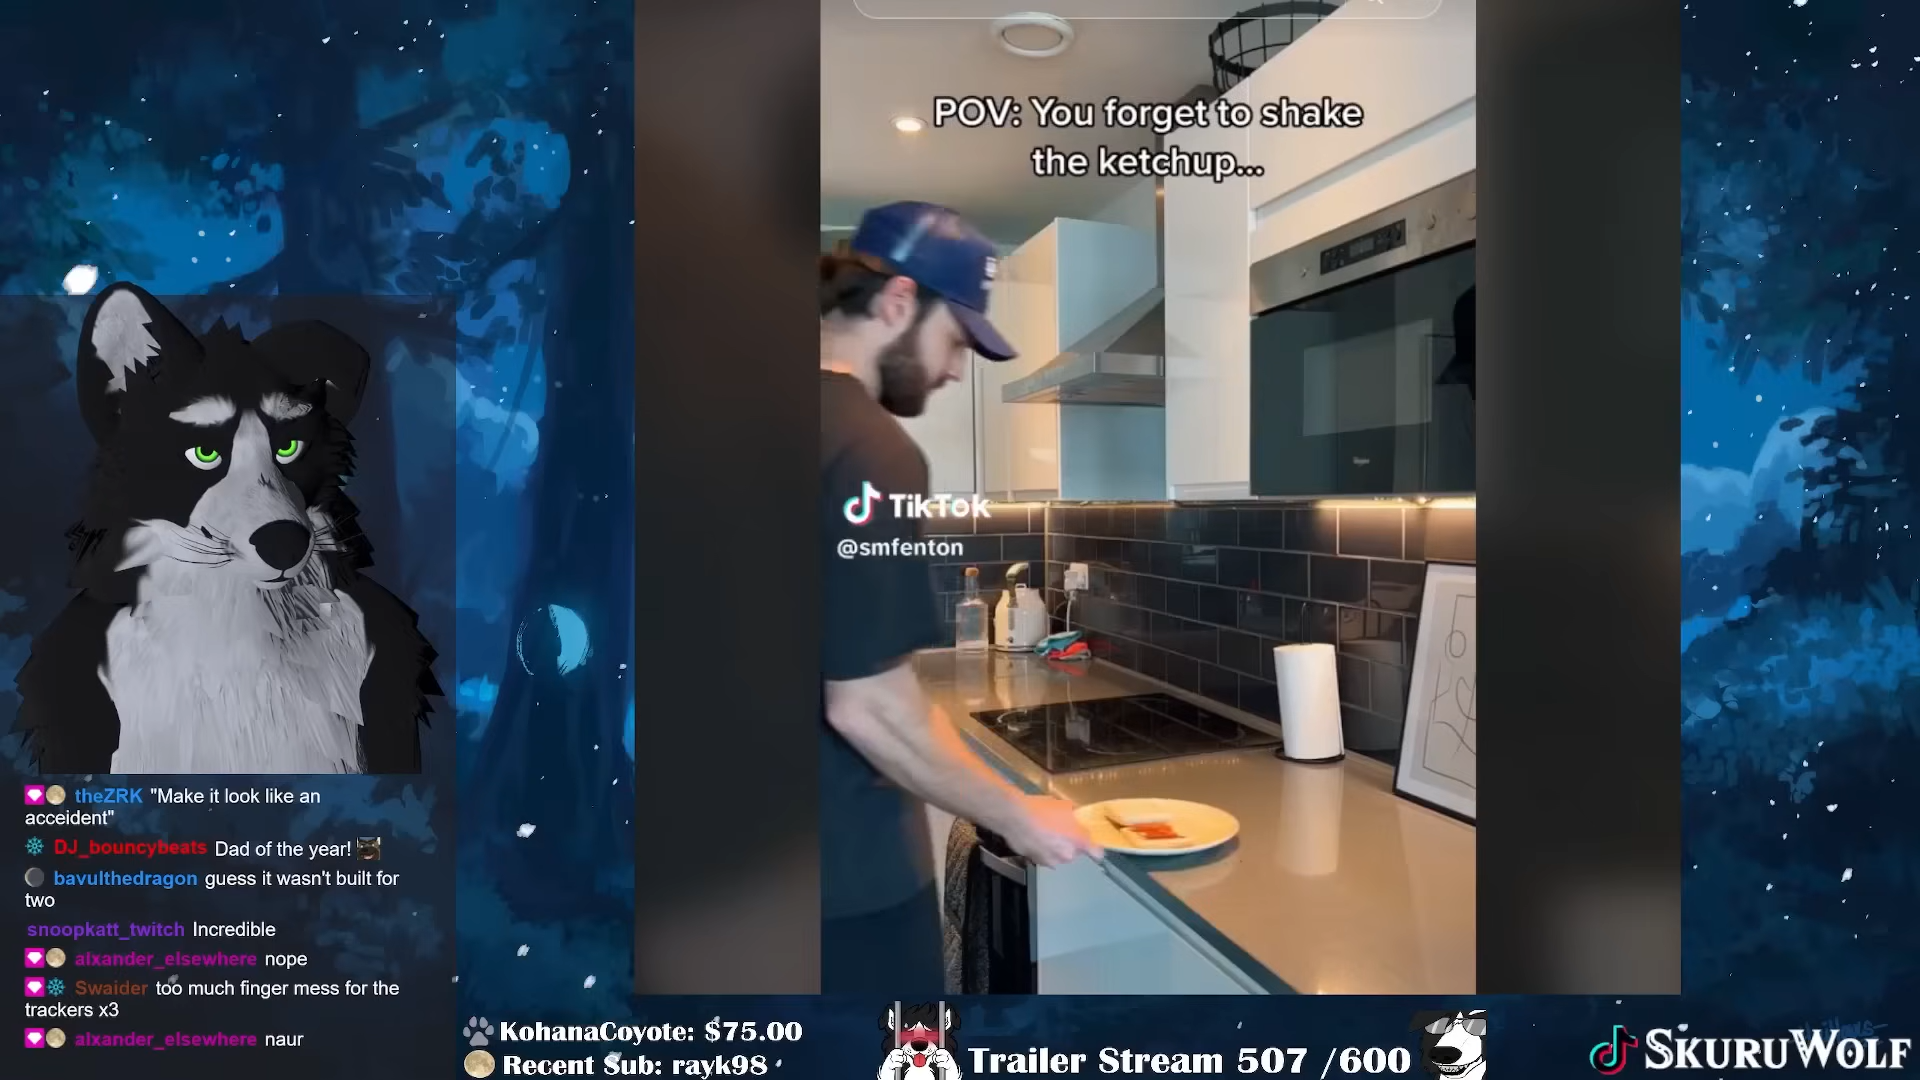 POV: You forget to shake
the ketchup...
TikTok
@smfenton
theZRK "Make it look like an
acceident"
DJ_bouncybeats Dad of the year!
bavulthedragon guess it wasn't built for
two
snoopkatt_twitch Incredible
alxander_elsewhere nope
Swaider too much finger mess for the
trackers x3
alxander_elsewhere naur
KohanaCoyote: $75.00
Recent Sub: rayk98
Trailer Stream 507 /600
SKURUWOLF